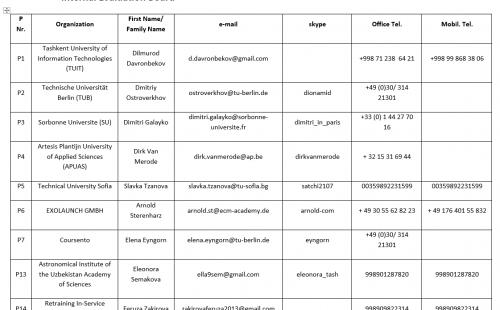 P Nr. Organization First Name/ Family Name e-mail skype Office Tel. Mobil. Tel.
P1 Tashkent University of Information Technologies (TUIT) Dilmurod Davronbekov d.davronbekov@gmail.com +998 71 238 64 21 +998 99 868 38 06
P2 Technische Universität Berlin (TUB) Dmitriy Ostroverkhov ostroverkhov@tu-berlin.de dionamid +49 (0)30/ 314 21301
P3 Sorbonne Universite (SU) Dimitri Galayko dimitri.galayko@sorbonne-universite.fr dimitri_in_paris +33 (0) 1 44 27 70 16
P4 Artesis Plantijn University of Applied Sciences (APUAS) Dirk Van Merode dirk.vanmerode@ap.be dirkvanmerode + 32 15 31 69 44
P5 Technical University Sofia Slavka Tzanova slavka.tzanova@tu-sofia.bg satchi2107 00359892231599 00359892231599
P6 EXOLAUNCH GMBH Arnold Sterenharz arnold.st@ecm-academy.de arnold-com + 49 30 55 62 82 23 + 49 176 401 55 832
P7 Coursento Elena Eyngorn elena.eyngorn@tu-berlin.de eyngorn +49 (0)30/ 314 21301
P13 Astronomical Institute of the Uzbekistan Academy of Sciences Eleonora Semakova ella9sem@gmail.com eleonora_tash 998901287820 998901287820
P14 Retraining In-Service Feruza Zakirova zakirovaferuza2013@gmail.com 998909822314 998909822314